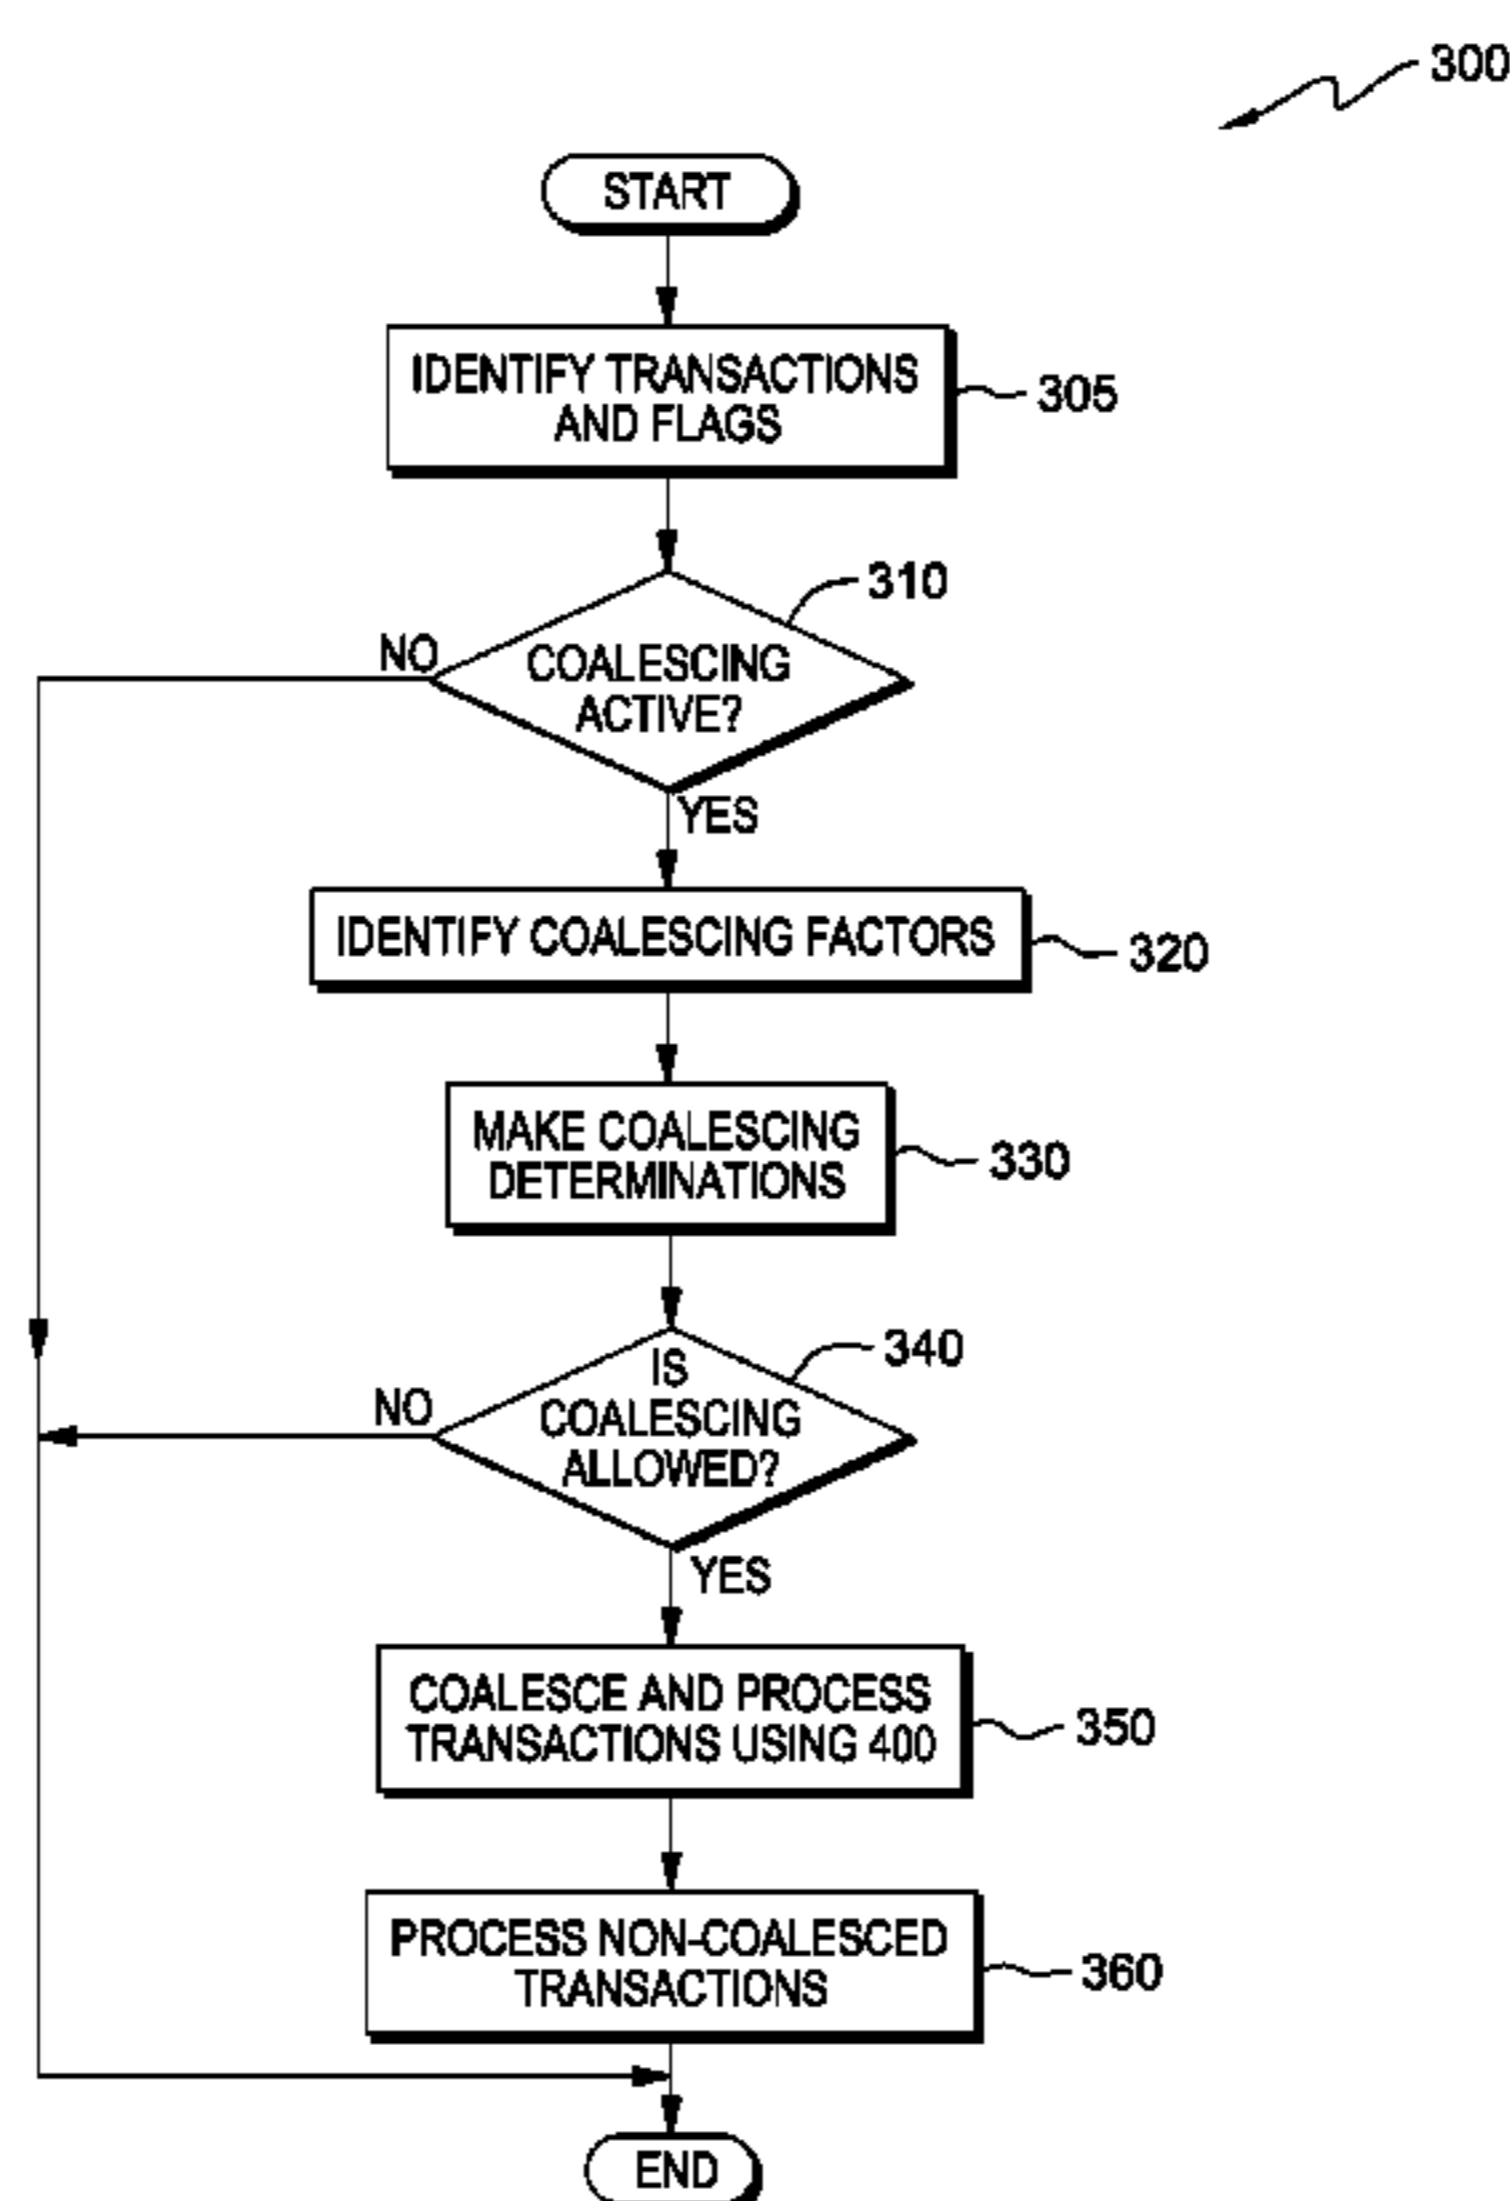 300
START
IDENTIFY TRANSACTIONS
AND FLAGS
305
310
NO
COALESCING
ACTIVE?
YES
IDENTIFY COALESCING FACTORS
320
MAKE COALESCING
DETERMINATIONS
330
340
IS
NO
COALESCING
ALLOWED?
YES
COALESCE AND PROCESS
TRANSACTIONS USING 400
350
PROCESS NON-COALESCED
TRANSACTIONS
360
END